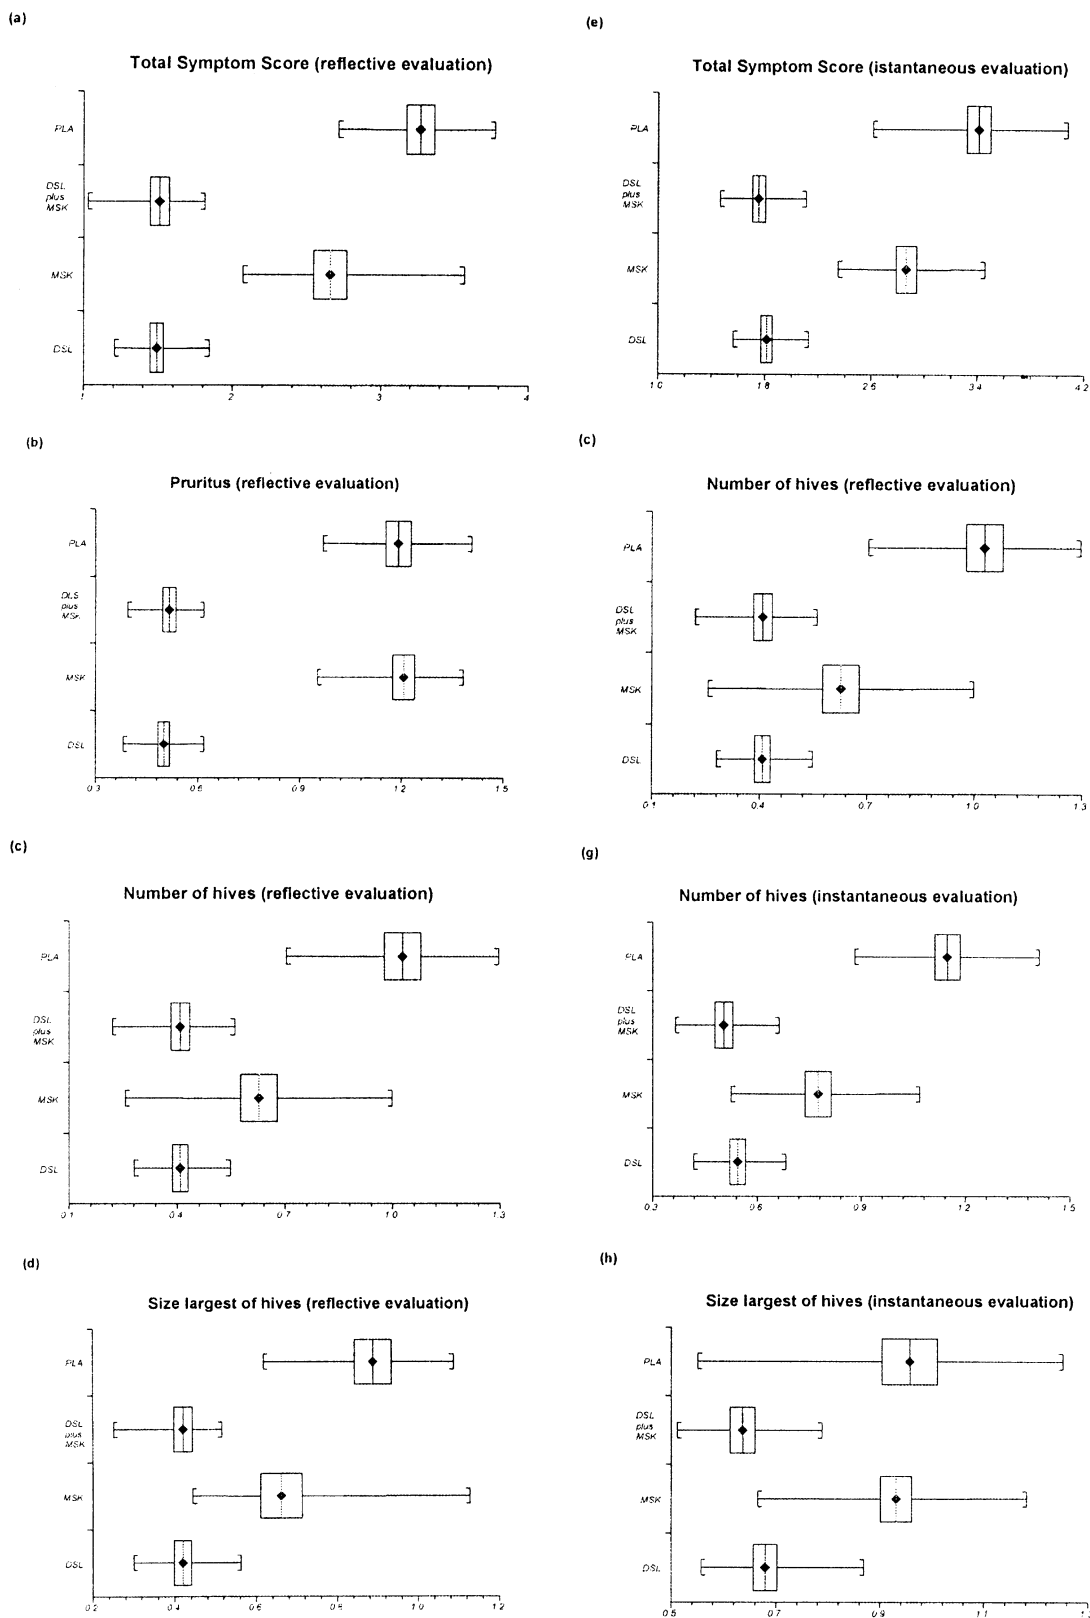 (a)
Total Symptom Score (reflective evaluation)
PLA
DSL
plus
MSK
MSK
DSL
1 2 3 4
(e)
Total Symptom Score (istantaneous evaluation)
PLA
DSL
plus
MSK
MSK
DSL
1 0 1 8 2 6 3 4 4 2
(b)
Pruritus (reflective evaluation)
PLA
DLS
plus
MSK
MSK
DSL
0 3 0 6 0 9 1 2 1 5
(c)
Number of hives (reflective evaluation)
PLA
DSL
plus
MSK
MSK
DSL
0 1 0 4 0 7 1 0 1 3
(c)
Number of hives (reflective evaluation)
PLA
DSL
plus
MSK
MSK
DSL
0 1 0 4 0 7 1 0 1 3
(g)
Number of hives (instantaneous evaluation)
PLA
DSL
plus
MSK
MSK
DSL
0 3 0 6 0 9 1 2 1 5
(d)
Size largest of hives (reflective evaluation)
PLA
DSL
plus
MSK
MSK
DSL
0 2 0 4 0 6 0 8 1 0 1 2
(h)
Size largest of hives (instantaneous evaluation)
PLA
DSL
plus
MSK
MSK
DSL
0 5 0 7 0 9 1 1